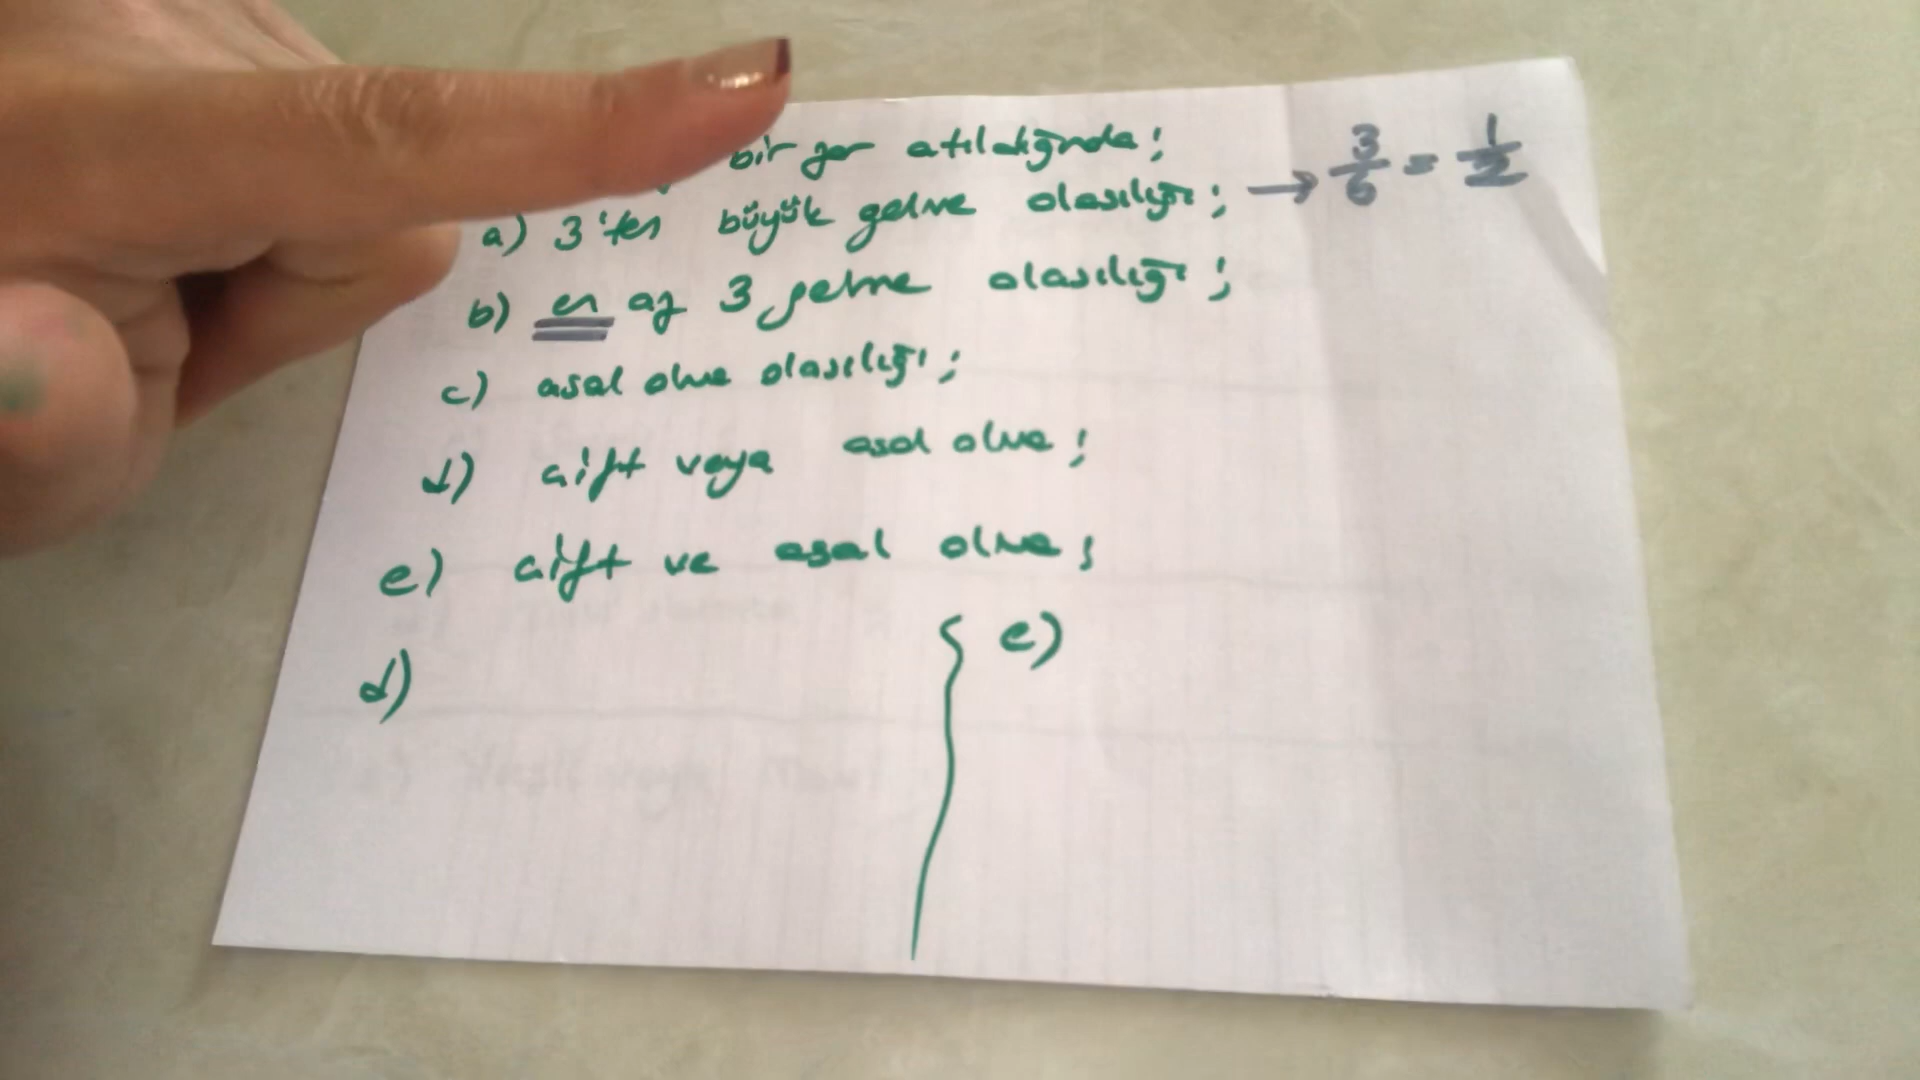 bir zar atıldığında;
a) 3'ten büyük gelme olasılığı; → 3/6 = 1/2
b) en az 3 gelme olasılığı;
c) asal olma olasılığı;
d) çift veya asal olma;
e) çift ve asal olma;
d) e)